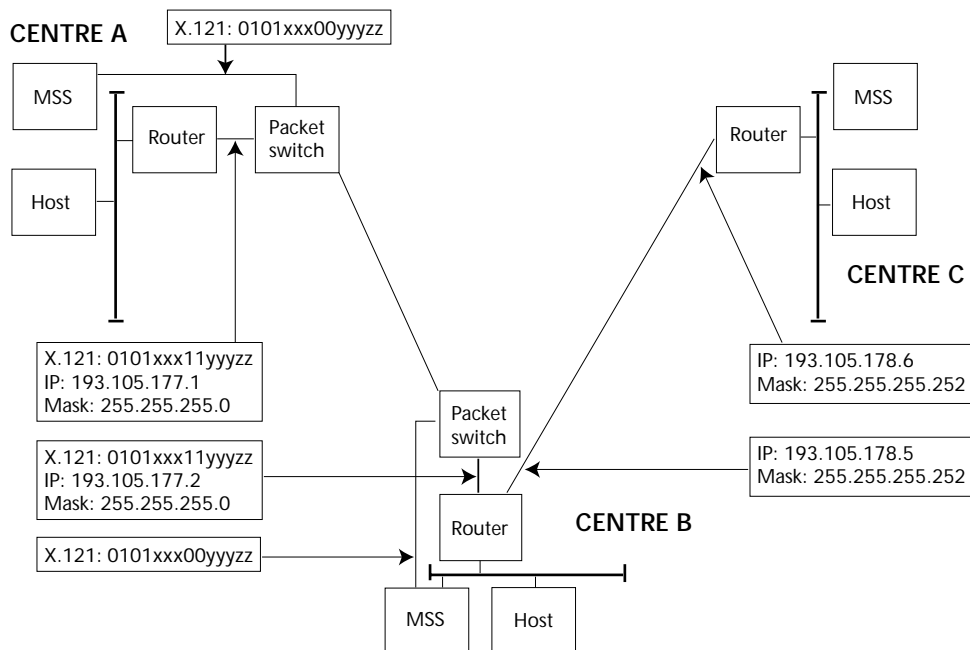 CENTRE A
X.121: 0101xxx00yyyzz
MSS
Router
Packet
switch
Host
Router
MSS
Host
CENTRE C
X.121: 0101xxx11yyyzz
IP: 193.105.177.1
Mask: 255.255.255.0
IP: 193.105.178.6
Mask: 255.255.255.252
Packet
switch
X.121: 0101xxx11yyyzz
IP: 193.105.177.2
Mask: 255.255.255.0
IP: 193.105.178.5
Mask: 255.255.255.252
Router
CENTRE B
X.121: 0101xxx00yyyzz
MSS
Host